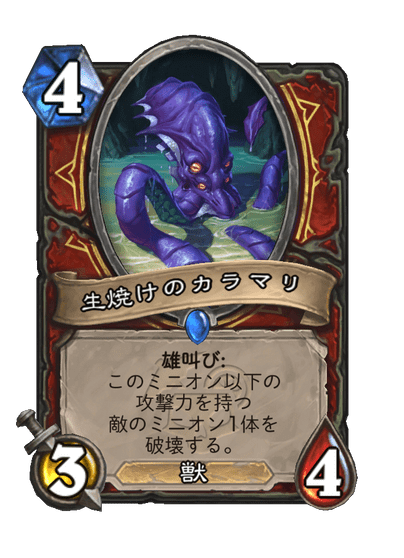 4
生焼けのカラマリ
雄叫び:
このミニオン以下の
攻撃力を持つ
敵のミニオン1体を
破壊する。
3
獣
4